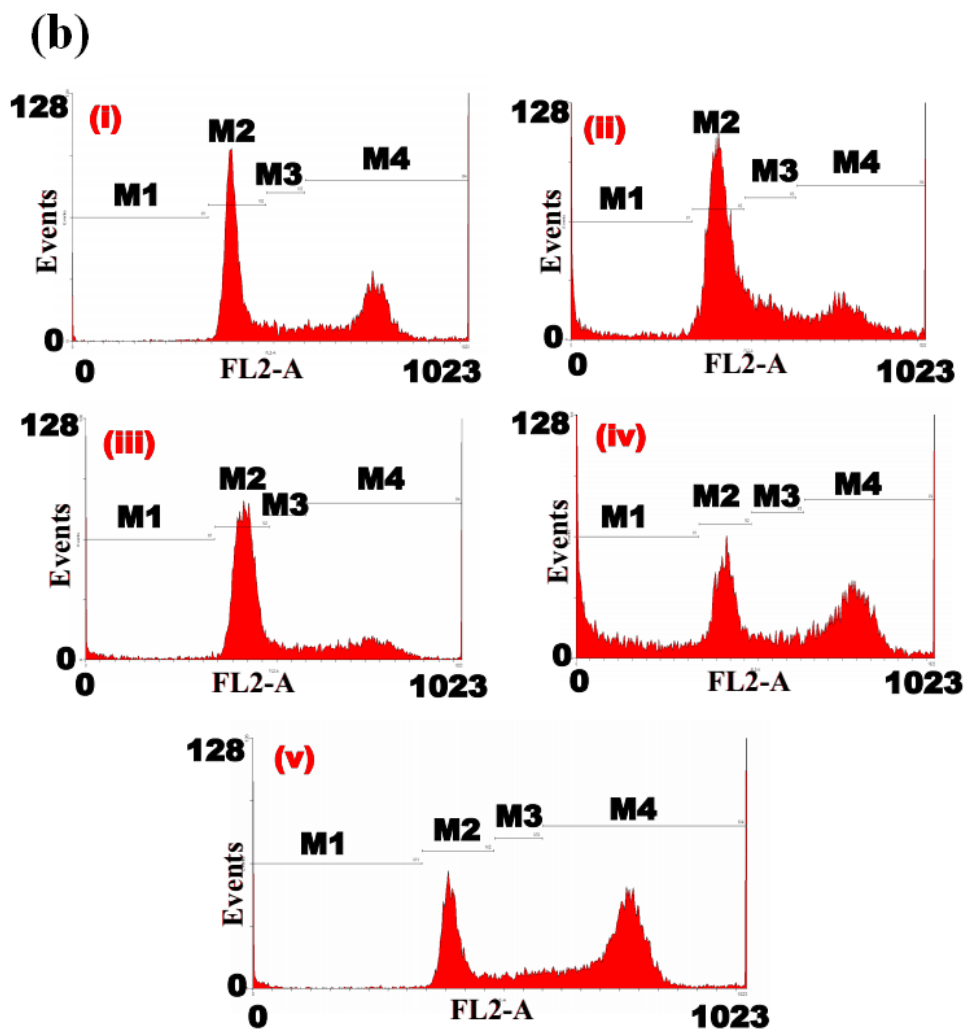 (b)
128
(i)
M2
M3
M4
M1
Events
0
0
FL2-A
1023
128
(ii)
M2
M3
M4
M1
Events
0
0
FL2-A
1023
128
(iii)
M2
M3
M4
M1
Events
0
0
FL2-A
1023
128
(iv)
M2
M3
M4
M1
Events
0
0
FL2-A
1023
128
(v)
M2
M3
M4
M1
Events
0
0
FL2-A
1023